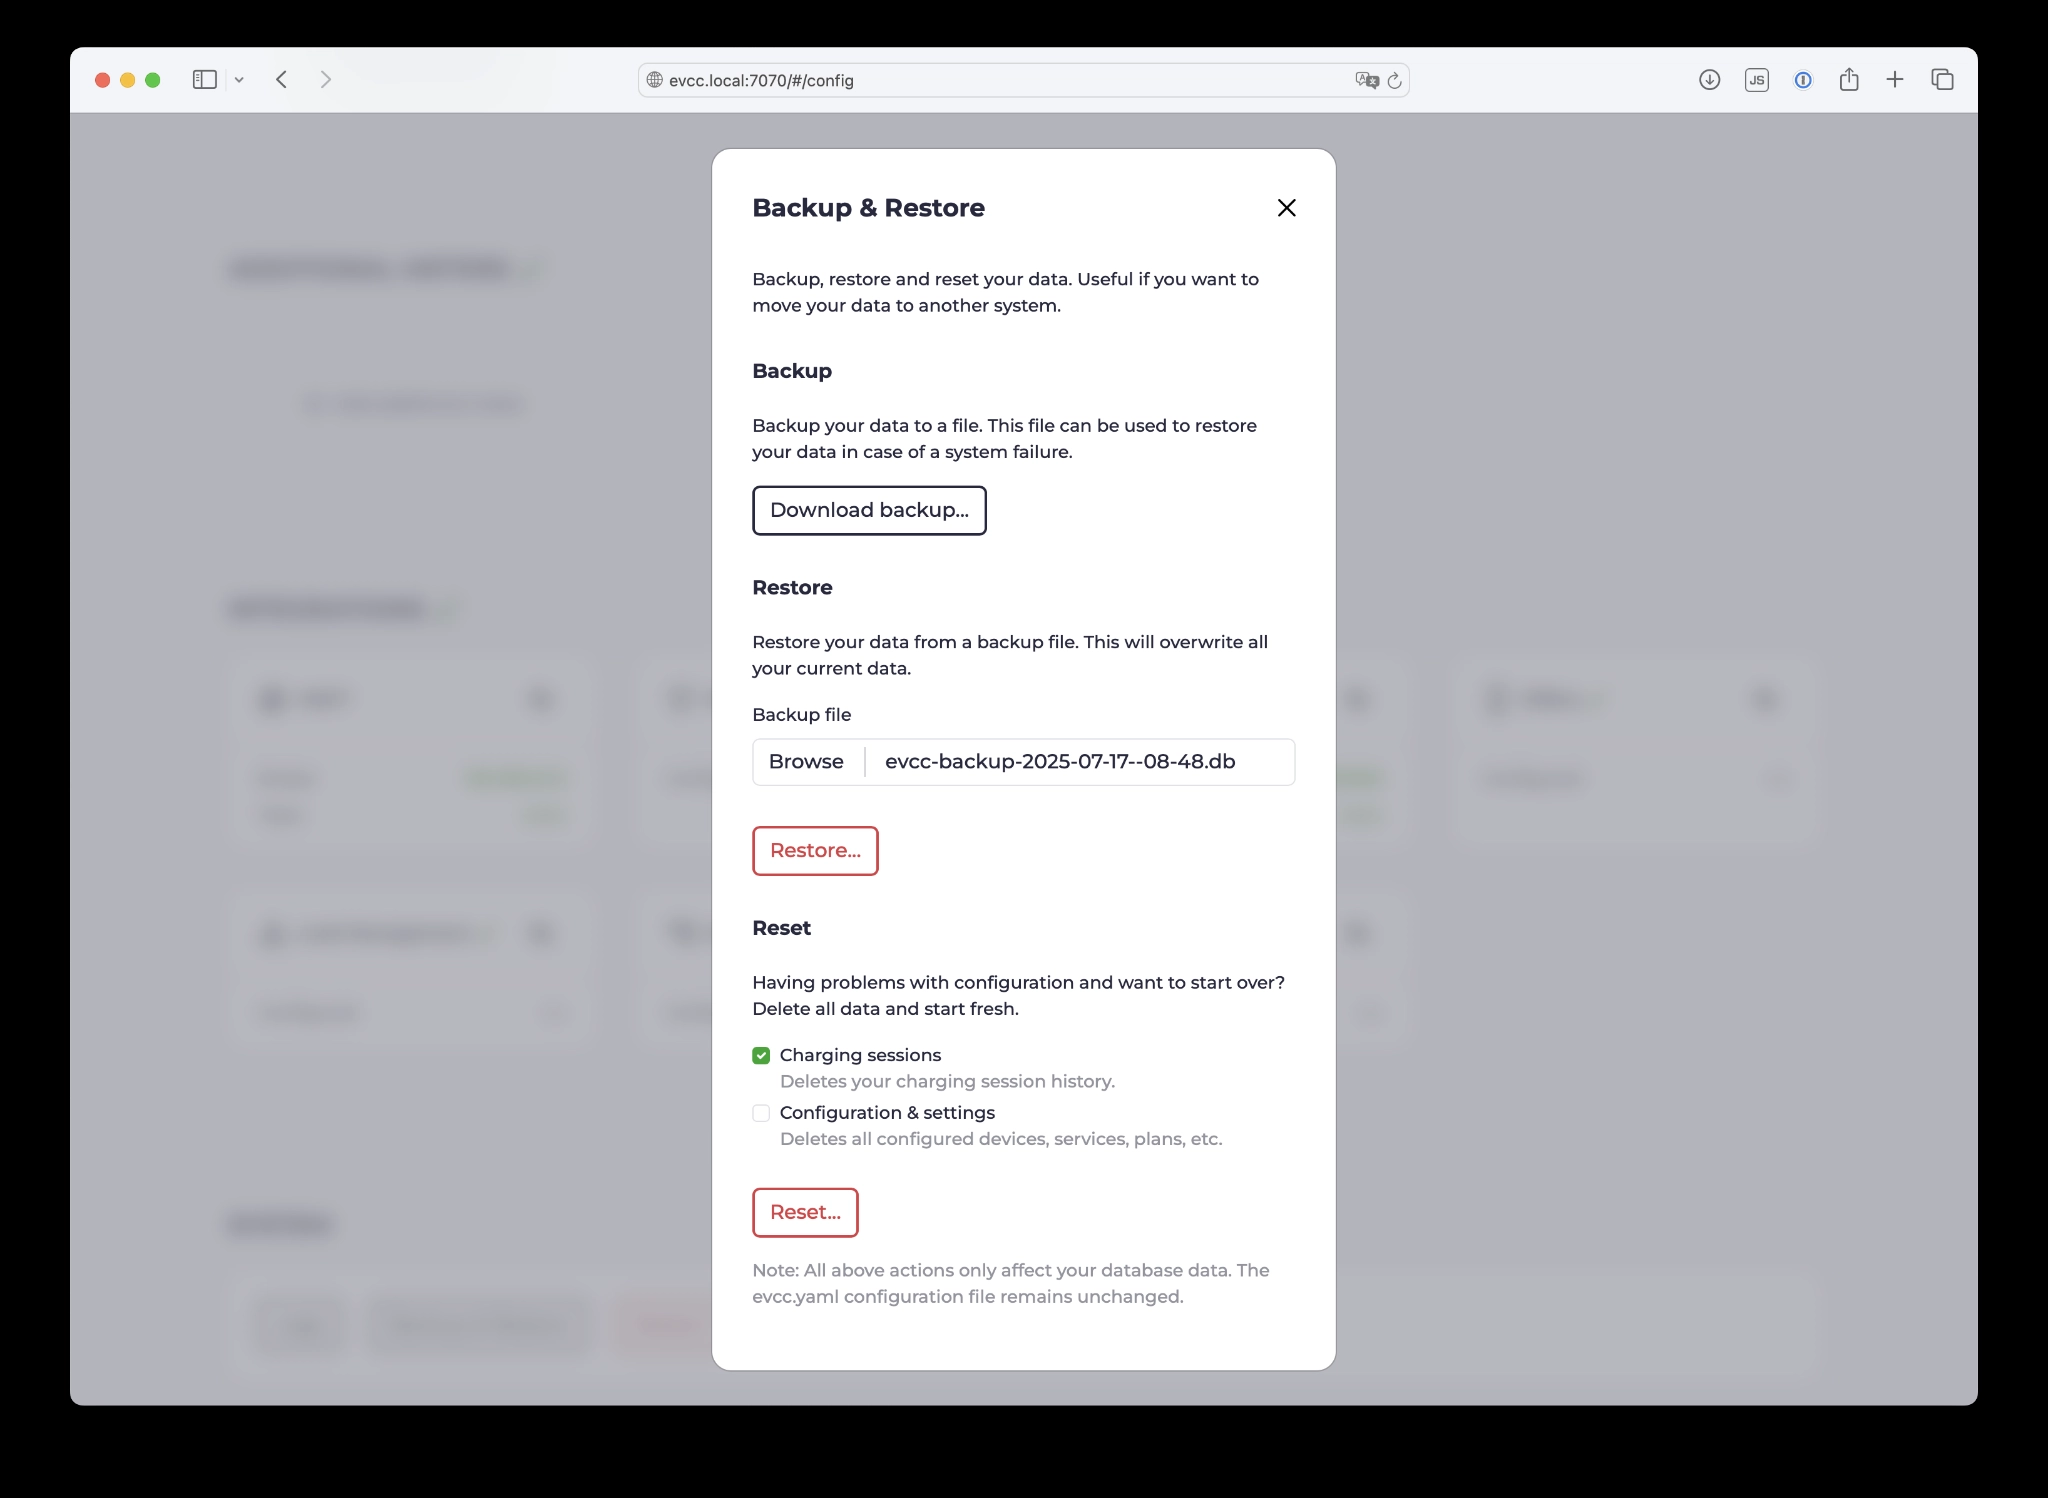 evcc.local:7070/#/config
JS
Backup & Restore
Backup, restore and reset your data. Useful if you want to
move your data to another system.
Backup
Backup your data to a file. This file can be used to restore
your data in case of a system failure.
Download backup...
Restore
Restore your data from a backup file. This will overwrite all
your current data.
Backup file
Browse evcc-backup-2025-07-17--08-48.db
Restore...
Reset
Having problems with configuration and want to start over?
Delete all data and start fresh.
Charging sessions
Deletes your charging session history.
Configuration & settings
Deletes all configured devices, services, plans, etc.
Reset...
Note: All above actions only affect your database data. The
evcc.yaml configuration file remains unchanged.